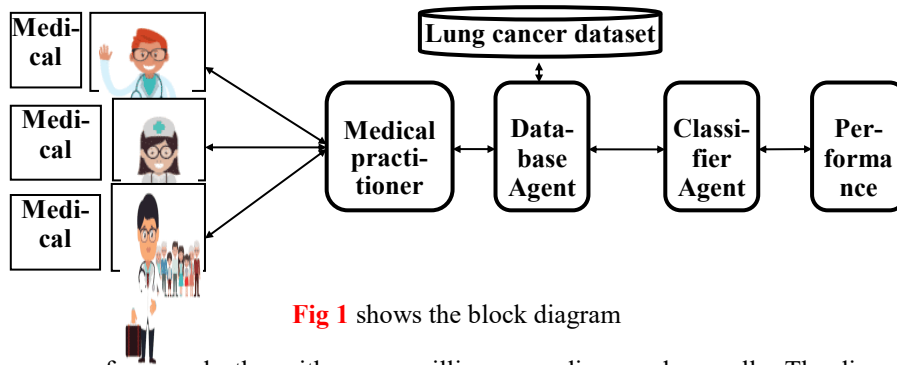 Medi-
cal
Medi-
cal
Medi-
cal
Lung cancer dataset
Medical
practi-
tioner
Data-
base
Agent
Classi-
fier
Agent
Per-
forma
nce
Fig 1 shows the block diagram